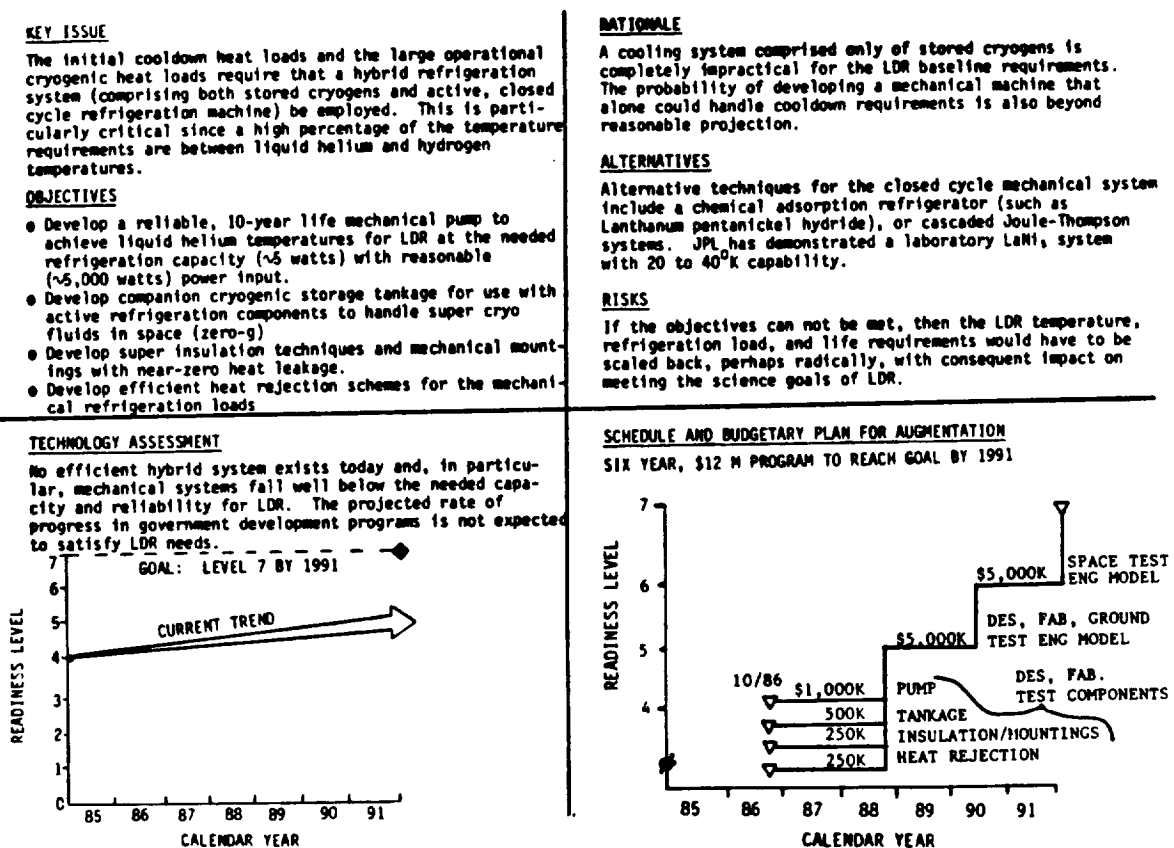 KEY ISSUE
The initial cooldown heat loads and the large operational
cryogenic heat loads require that a hybrid refrigeration
system (comprising both stored cryogens and active, closed
cycle refrigeration machine) be employed. This is parti-
cularly critical since a high percentage of the temperature
requirements are between liquid helium and hydrogen
temperatures.
OBJECTIVES
● Develop a reliable, 10-year life mechanical pump to
achieve liquid helium temperatures for LDR at the needed
refrigeration capacity (~5 watts) with reasonable
(~5,000 watts) power input.
● Develop companion cryogenic storage tankage for use with
active refrigeration components to handle super cryo
fluids in space (zero-g)
● Develop super insulation techniques and mechanical mount-
ings with near-zero heat leakage.
● Develop efficient heat rejection schemes for the mechani-
cal refrigeration loads
RATIONALE
A cooling system comprised only of stored cryogens is
completely impractical for the LDR baseline requirements.
The probability of developing a mechanical machine that
alone could handle cooldown requirements is also beyond
reasonable projection.
ALTERNATIVES
Alternative techniques for the closed cycle mechanical system
include a chemical adsorption refrigerator (such as
Lanthanum pentanickel hydride), or cascaded Joule-Thompson
systems. JPL has demonstrated a laboratory LaNi, system
with 20 to 40°K capability.
RISKS
If the objectives can not be met, then the LDR temperature,
refrigeration load, and life requirements would have to be
scaled back, perhaps radically, with consequent impact on
meeting the science goals of LDR.
TECHNOLOGY ASSESSMENT
No efficient hybrid system exists today and, in particu-
lar, mechanical systems fall well below the needed capa-
city and reliability for LDR. The projected rate of
progress in government development programs is not expected
to satisfy LDR needs.
GOAL: LEVEL 7 BY 1991
CURRENT TREND
READINESS LEVEL
7
6
5
4
3
2
1
0
85 86 87 88 89 90 91
CALENDAR YEAR
SCHEDULE AND BUDGETARY PLAN FOR AUGMENTATION
SIX YEAR, $12 M PROGRAM TO REACH GOAL BY 1991
READINESS LEVEL
7
6
5
4
SPACE TEST
ENG MODEL
$5,000K
DES, FAB, GROUND
TEST ENG MODEL
$5,000K
DES, FAB.
TEST COMPONENTS
10/86
$1,000K PUMP
500K TANKAGE
250K INSULATION/MOUNTINGS
250K HEAT REJECTION
85 86 87 88 89 90 91
CALENDAR YEAR